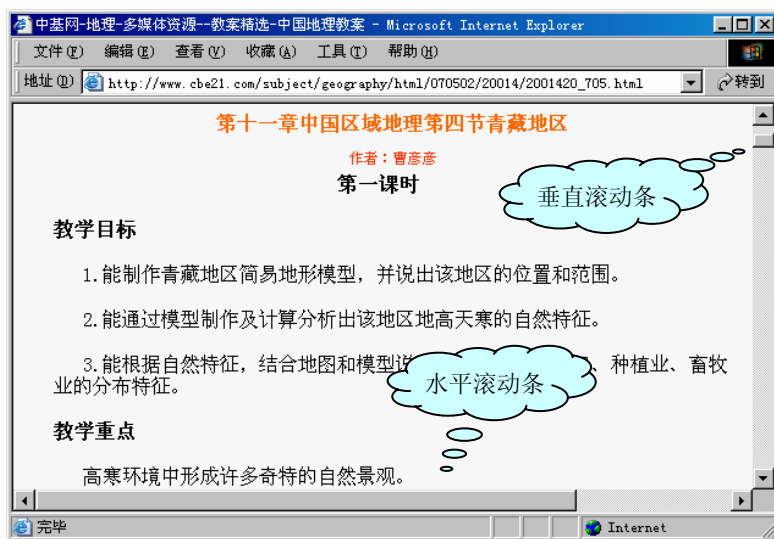 中基网-地理-多媒体资源--教案精选-中国地理教案 - Microsoft Internet Explorer
文件(F) 编辑(E) 查看(V) 收藏(A) 工具(T) 帮助(H)
地址(D) http://www.cbe21.com/subject/geography/html/070502/20014/2001420_705.html 转到
第十一章中国区域地理第四节青藏地区
作者：曹彦彦
第一课时
垂直滚动条
教学目标
1.能制作青藏地区简易地形模型，并说出该地区的位置和范围。
2.能通过模型制作及计算分析出该地区地高天寒的自然特征。
3.能根据自然特征，结合地图和模型说、种植业、畜牧
业的分布特征。
水平滚动条
教学重点
高寒环境中形成许多奇特的自然景观。
完毕 Internet